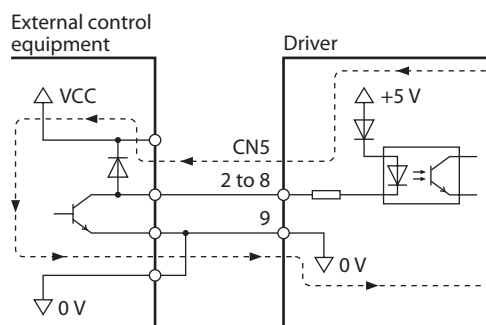 External control
equipment
Driver
VCC
+5 V
CN5
2 to 8
9
0 V
0 V